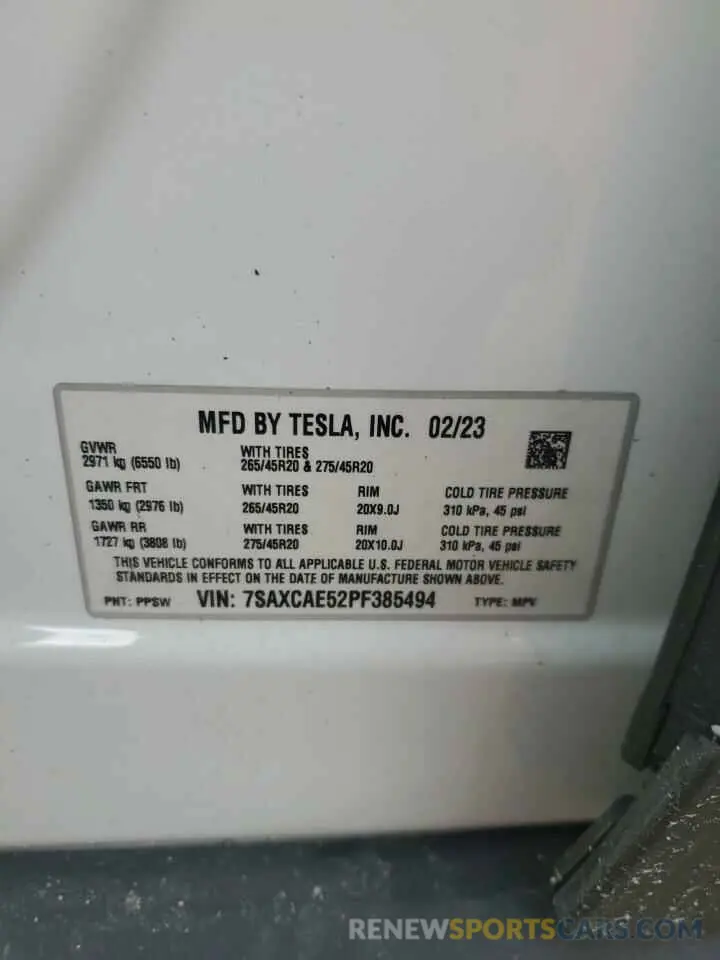 MFD BY TESLA, INC. 02/23
GVWR
2971 kg (6550 lb)
WITH TIRES
265/45R20 & 275/45R20
GAWR FRT
1350 kg (2976 lb)
WITH TIRES
265/45R20
RIM
20X9.0J
COLD TIRE PRESSURE
310 kPa, 45 psi
GAWR RR
1727 kg (3808 lb)
WITH TIRES
275/45R20
RIM
20X10.0J
COLD TIRE PRESSURE
310 kPa, 45 psi
THIS VEHICLE CONFORMS TO ALL APPLICABLE U.S. FEDERAL MOTOR VEHICLE SAFETY
STANDARDS IN EFFECT ON THE DATE OF MANUFACTURE SHOWN ABOVE.
PNT: PPSW VIN: 7SAXCAE52PF385494 TYPE: MPV
RENEWSPORTSCARS.COM